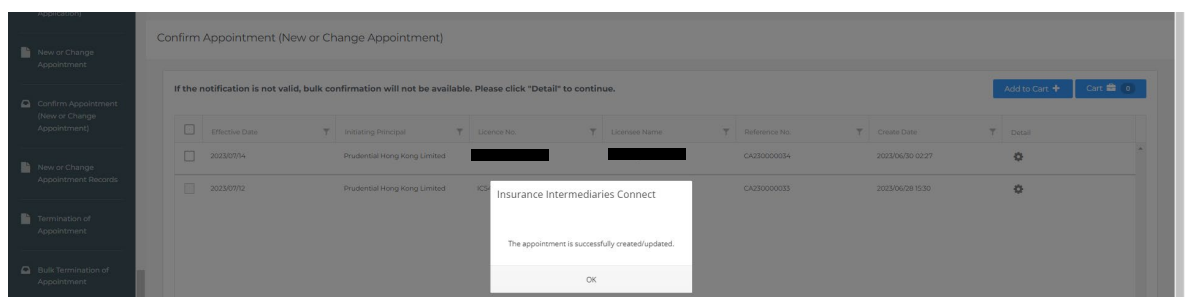 Application)
New or Change
Appointment
Confirm Appointment
(New or Change
Appointment)
New or Change
Appointment Records
Termination of
Appointment
Bulk Termination of
Appointment
Confirm Appointment (New or Change Appointment)
If the notification is not valid, bulk confirmation will not be available. Please click "Detail" to continue.
Add to Cart +
Cart 0
Effective Date Initiating Principal Licence No. Licensee Name Reference No. Create Date Detail
2023/07/14 Prudential Hong Kong Limited CA230000034 2023/06/30 02:27
2023/07/12 Prudential Hong Kong Limited CA230000033 2023/06/28 15:30
Insurance Intermediaries Connect
The appointment is successfully created/updated.
OK